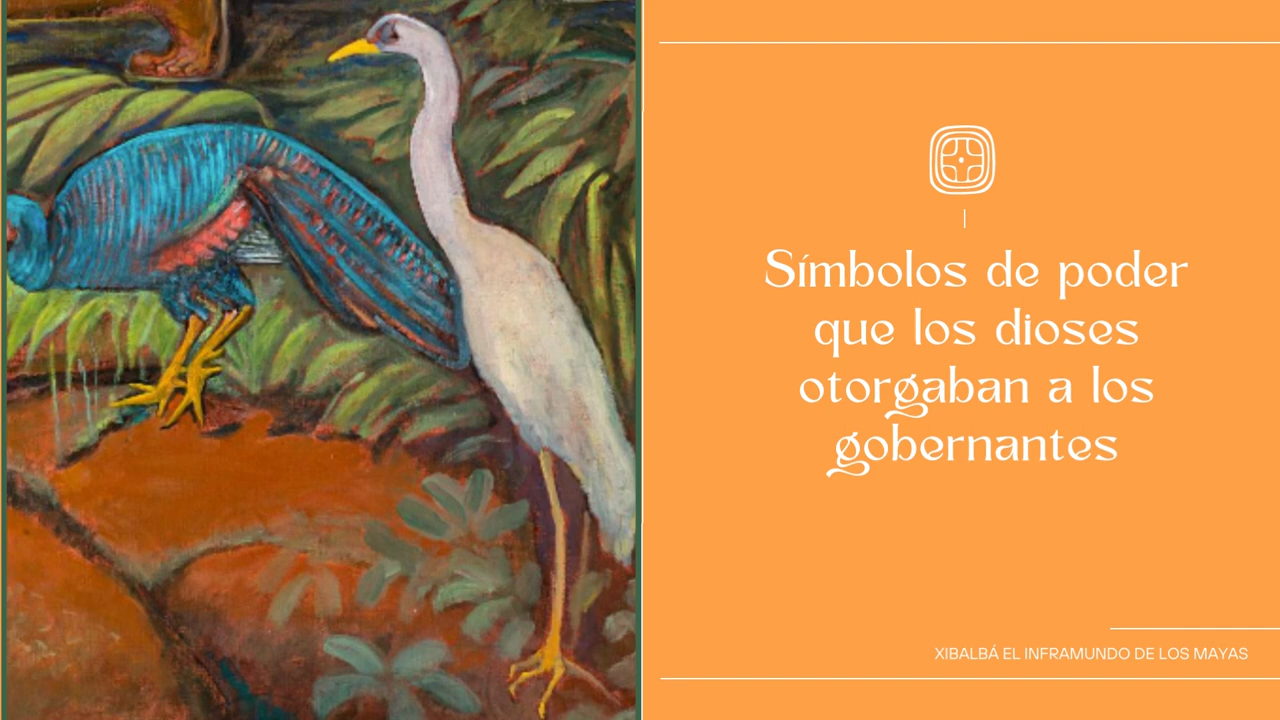 Símbolos de poder
que los dioses
otorgaban a los
gobernantes
XIBALBÁ EL INFRAMUNDO DE LOS MAYAS